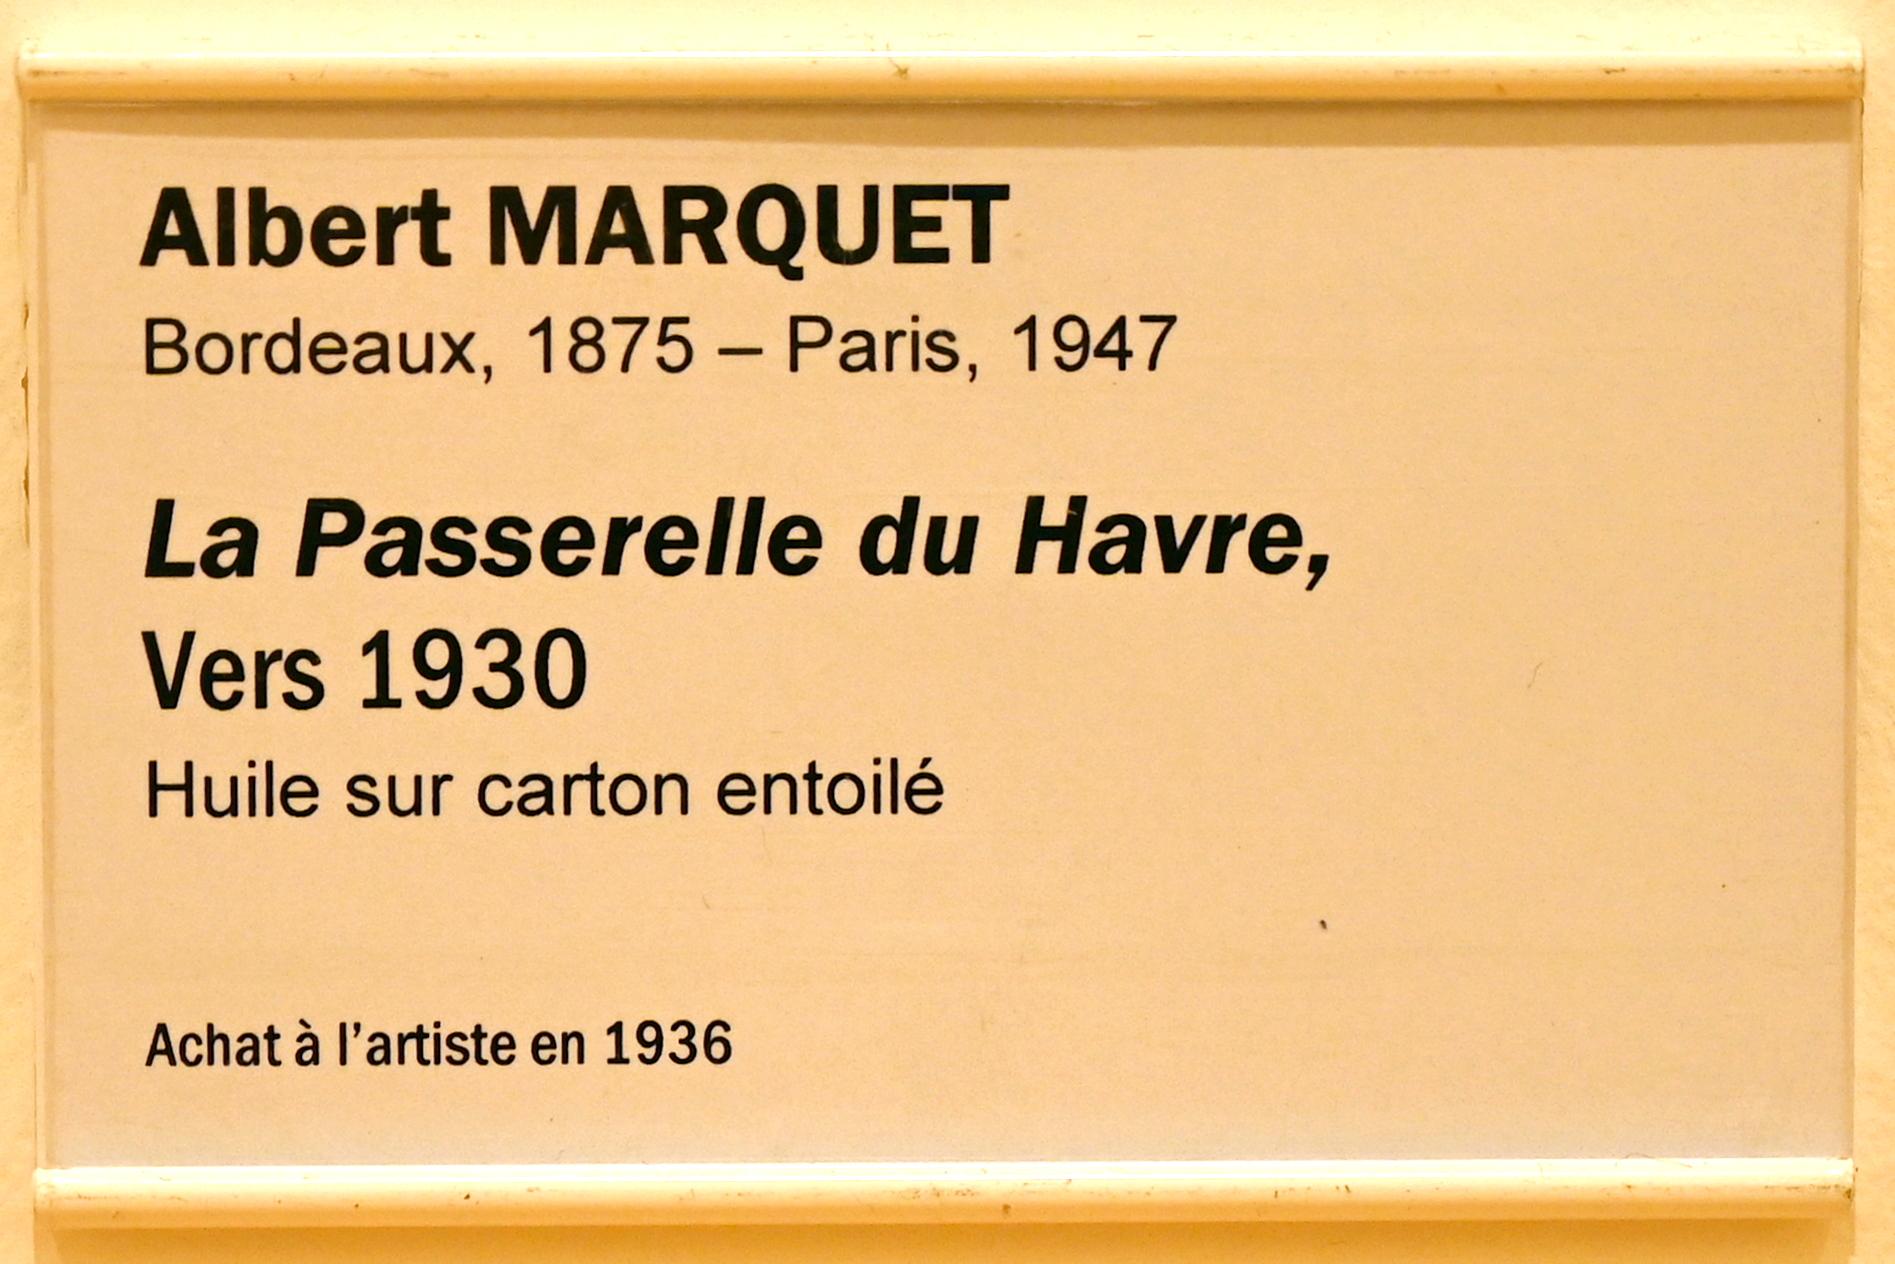 Albert MARQUET
Bordeaux, 1875 – Paris, 1947
La Passerelle du Havre,
Vers 1930
Huile sur carton entoilé
Achat à l’artiste en 1936